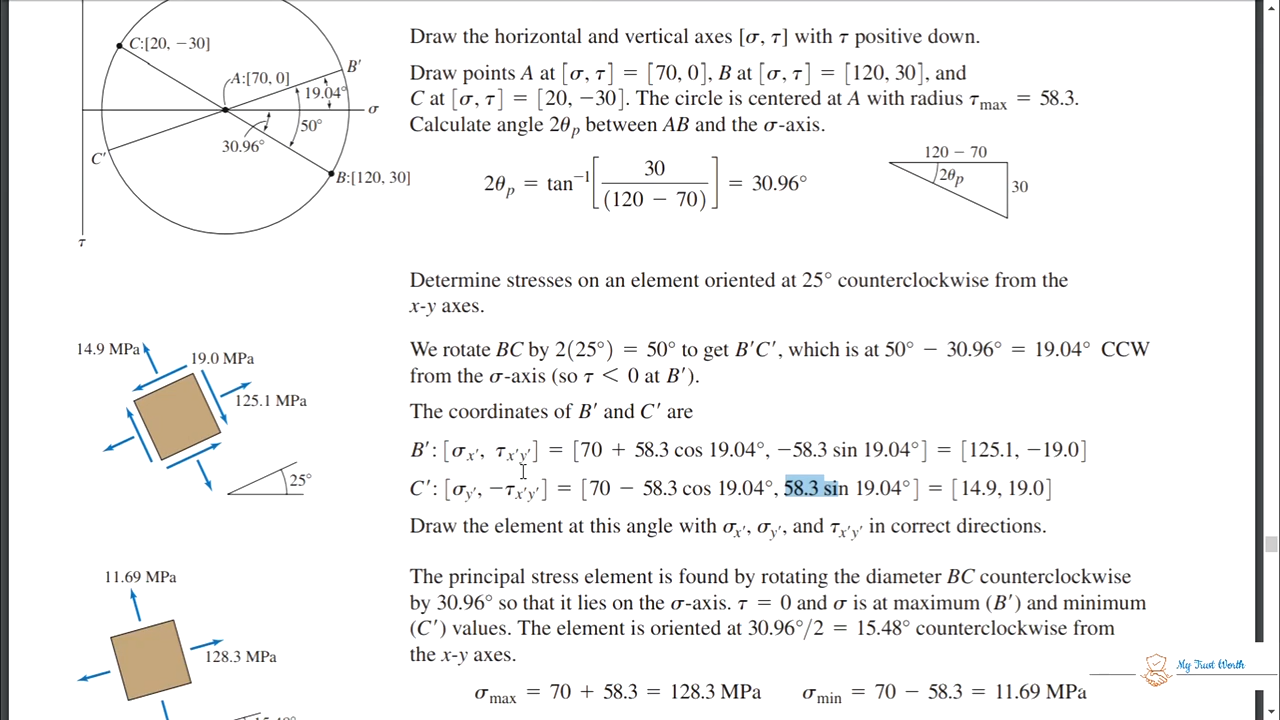 C:[20, −30]
B′
A:[70, 0]
19.04°
σ
50°
30.96°
C′
B:[120, 30]
τ
Draw the horizontal and vertical axes [σ, τ] with τ positive down.
Draw points A at [σ, τ] = [70, 0], B at [σ, τ] = [120, 30], and
C at [σ, τ] = [20, −30]. The circle is centered at A with radius τmax = 58.3.
Calculate angle 2θp between AB and the σ-axis.
2θp = tan−1[30/(120 − 70)] = 30.96°
120 − 70
2θp
30
Determine stresses on an element oriented at 25° counterclockwise from the
x-y axes.
14.9 MPa
19.0 MPa
125.1 MPa
25°
We rotate BC by 2(25°) = 50° to get B′C′, which is at 50° − 30.96° = 19.04° CCW
from the σ-axis (so τ < 0 at B′).
The coordinates of B′ and C′ are
B′: [σx′, τx′y′] = [70 + 58.3 cos 19.04°, −58.3 sin 19.04°] = [125.1, −19.0]
C′: [σy′, −τx′y′] = [70 − 58.3 cos 19.04°, 58.3 sin 19.04°] = [14.9, 19.0]
Draw the element at this angle with σx′, σy′, and τx′y′ in correct directions.
11.69 MPa
128.3 MPa
The principal stress element is found by rotating the diameter BC counterclockwise
by 30.96° so that it lies on the σ-axis. τ = 0 and σ is at maximum (B′) and minimum
(C′) values. The element is oriented at 30.96°/2 = 15.48° counterclockwise from
the x-y axes.
σmax = 70 + 58.3 = 128.3 MPa σmin = 70 − 58.3 = 11.69 MPa
My Trust Worth